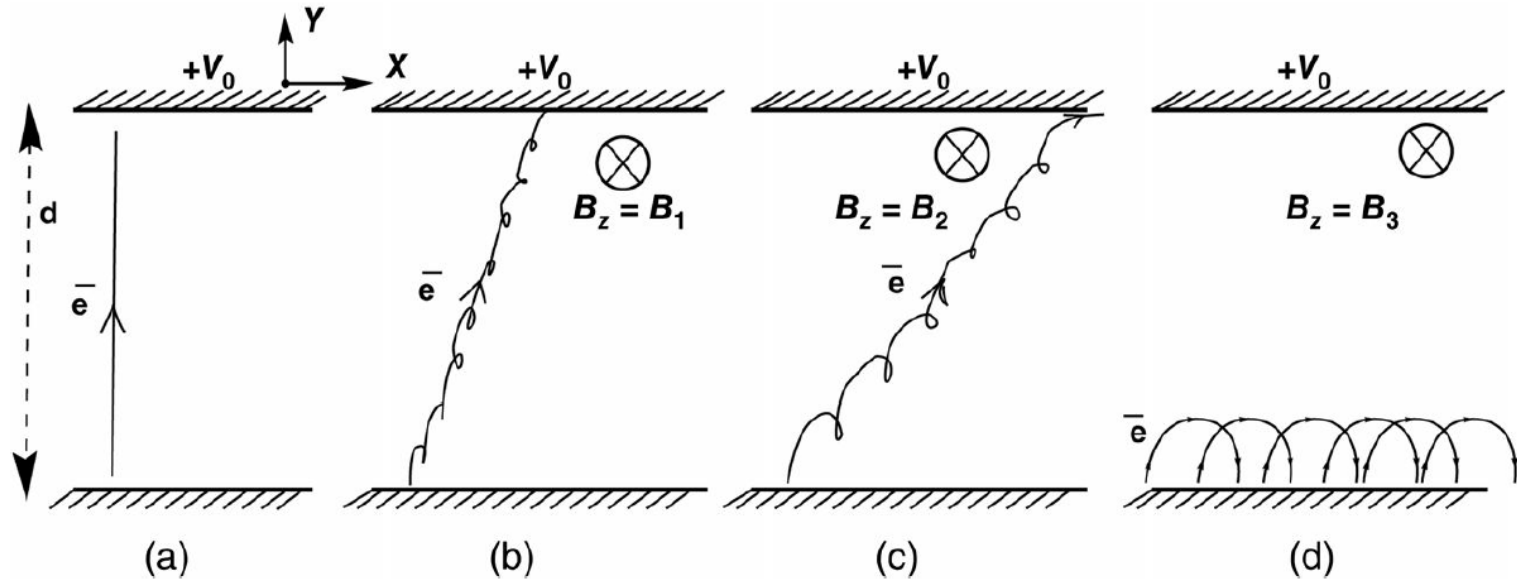 Y
X
+V₀
+V₀
+V₀
+V₀
d
e̅
e̅
e̅
e̅
B_z = B₁
B_z = B₂
B_z = B₃
(a)
(b)
(c)
(d)